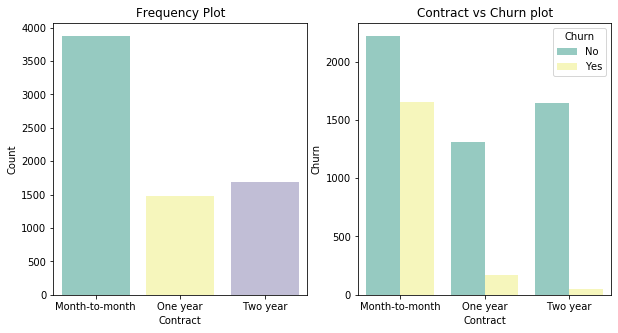 Frequency Plot
4000
3500
3000
2500
2000
1500
1000
500
0
Count
Month-to-month One year Two year
Contract
Contract vs Churn plot
Churn
No
Yes
2000
1500
1000
500
0
Churn
Month-to-month One year Two year
Contract